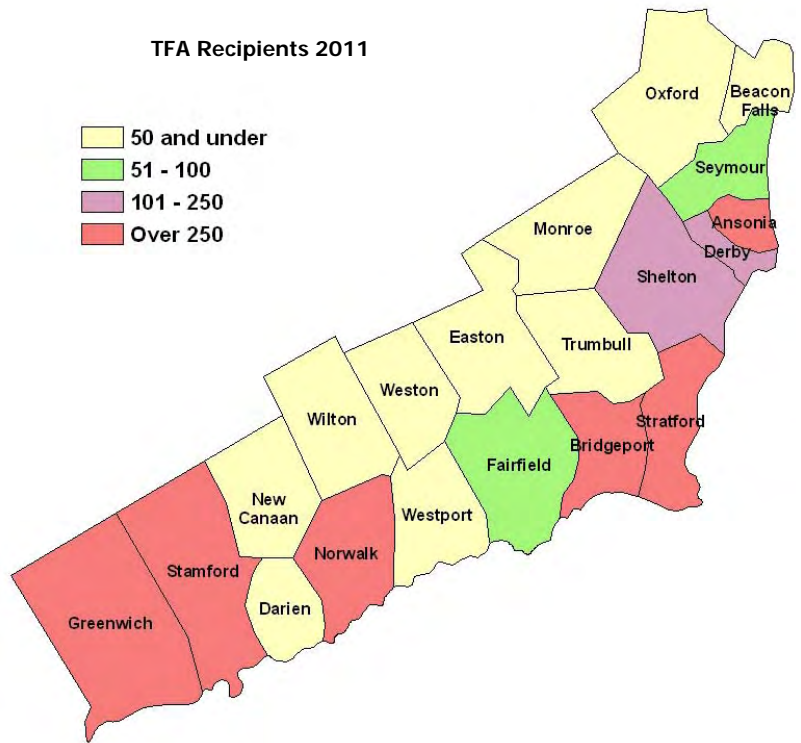 TFA Recipients 2011
50 and under
51 - 100
101 - 250
Over 250
Oxford
Beacon
Falls
Seymour
Ansonia
Derby
Monroe
Shelton
Easton
Trumbull
Weston
Wilton
Stratford
Bridgeport
Fairfield
New
Canaan
Westport
Norwalk
Stamford
Darien
Greenwich